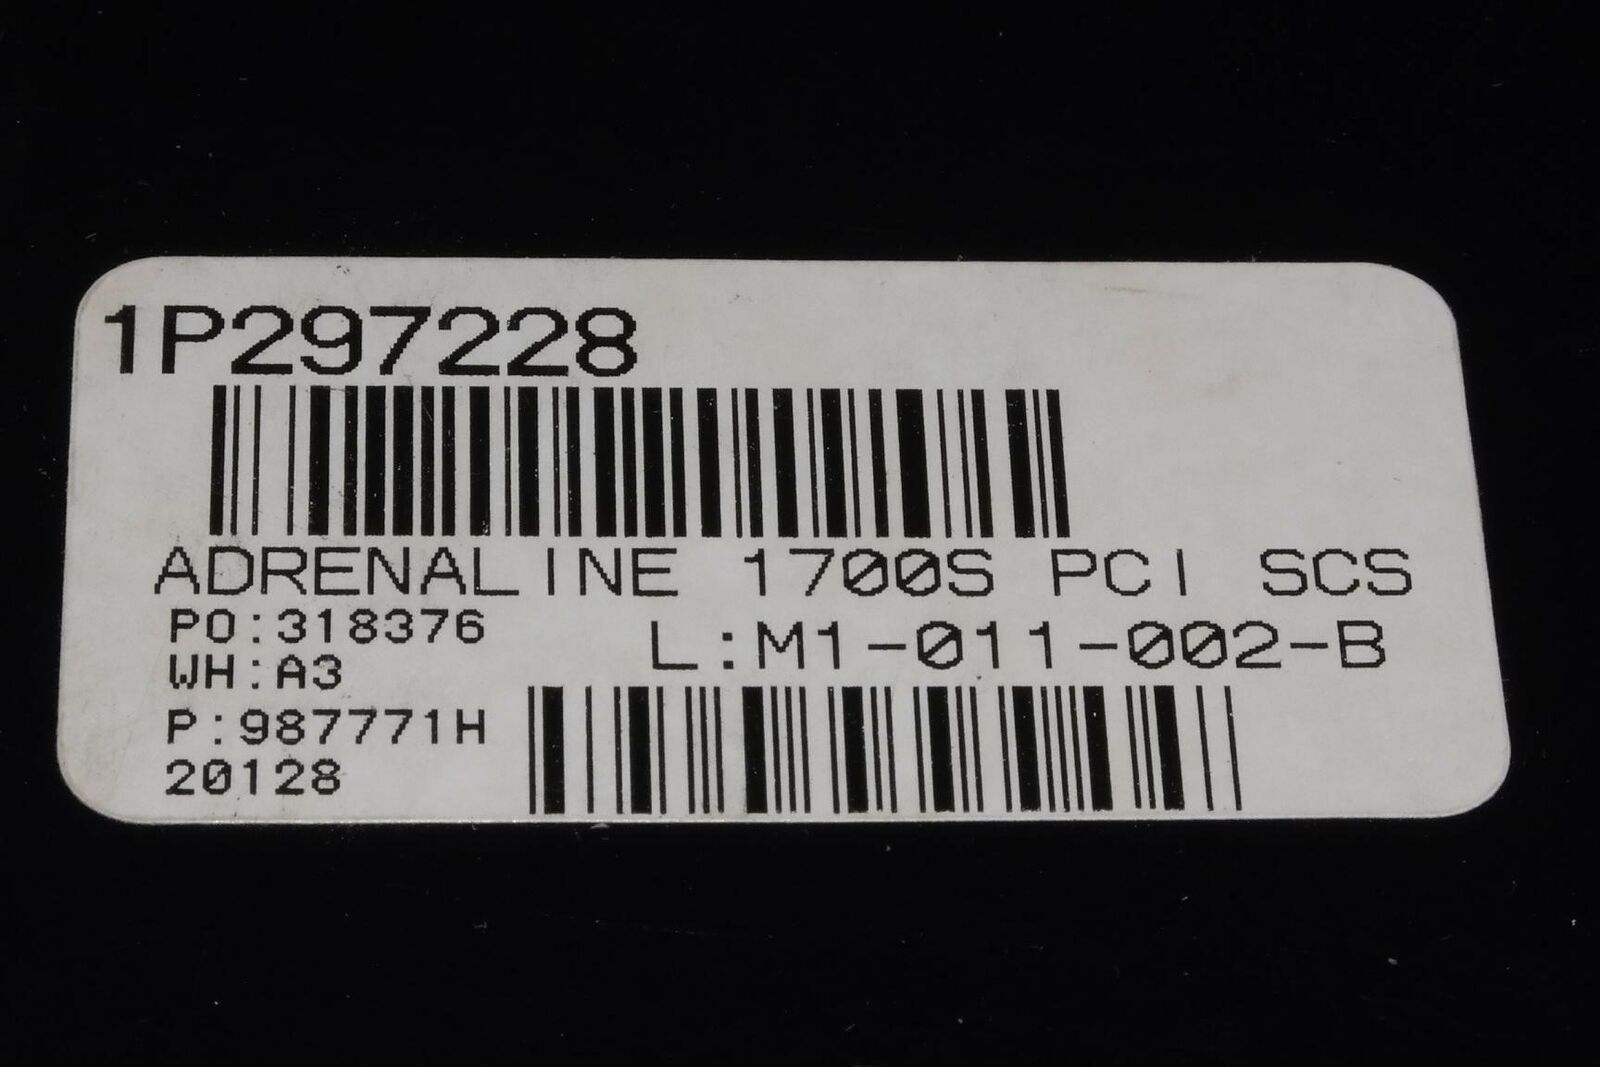 1P297228
ADRENALINE 1700S PCI SCS
PO:318376
L:M1-011-002-B
WH:A3
P:987771H
20128